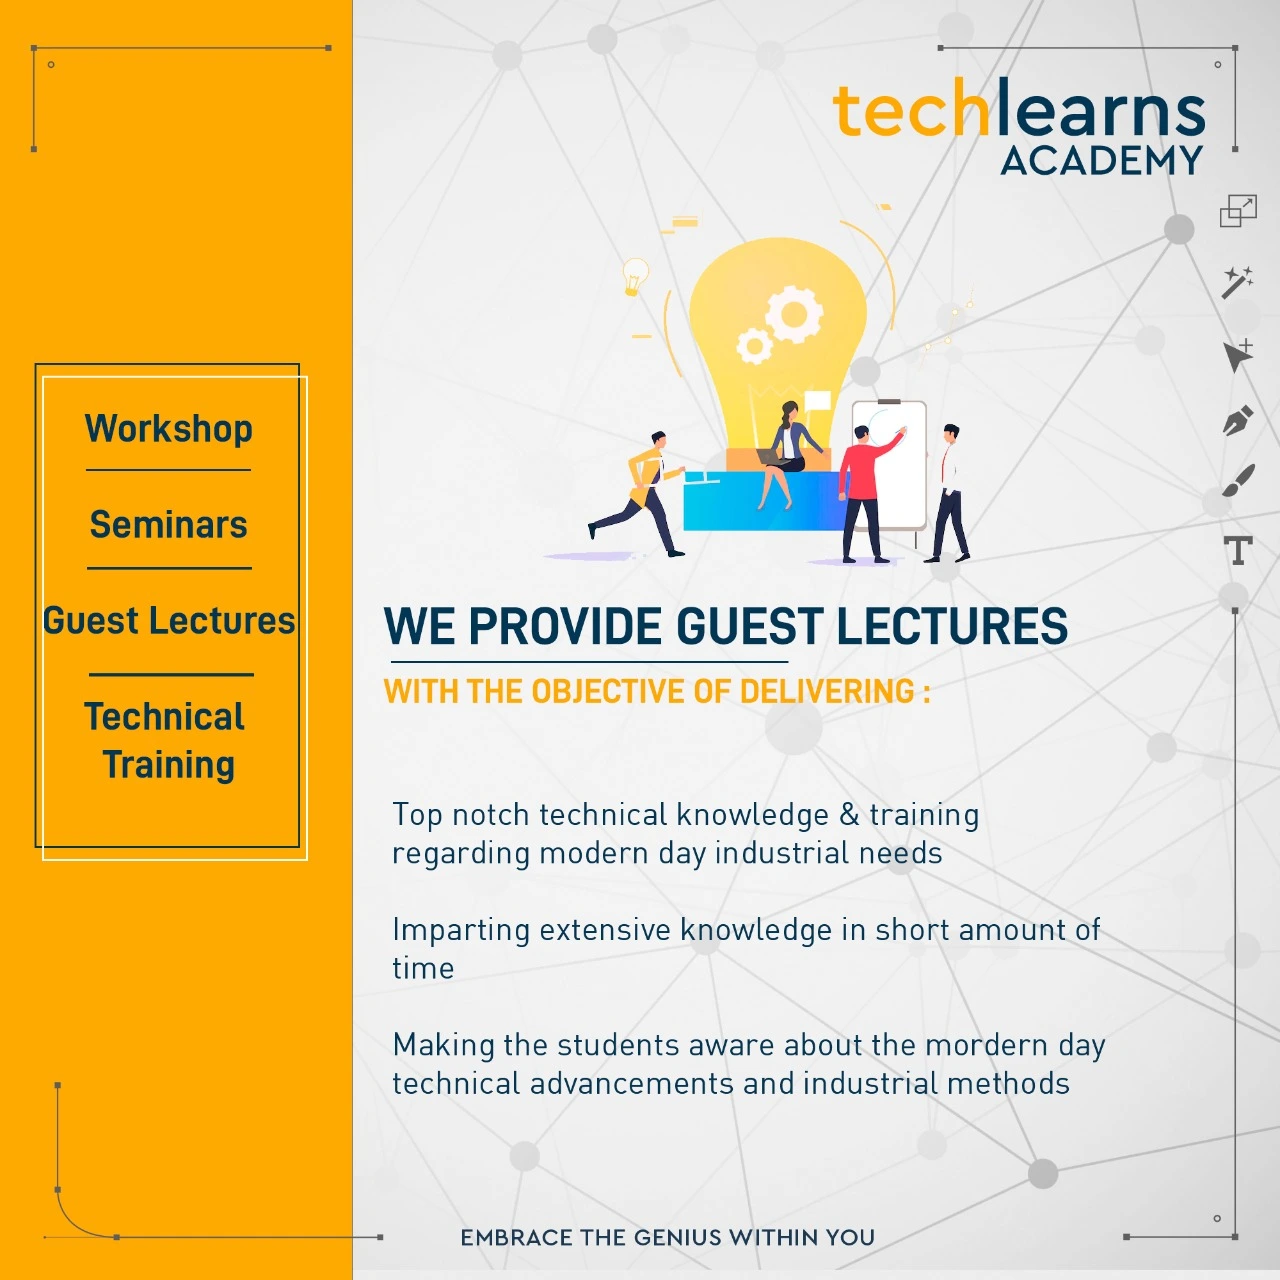 techlearns
ACADEMY
Workshop
Seminars
Guest Lectures
Technical
Training
T
WE PROVIDE GUEST LECTURES
WITH THE OBJECTIVE OF DELIVERING :
Top notch technical knowledge & training
regarding modern day industrial needs
Imparting extensive knowledge in short amount of
time
Making the students aware about the mordern day
technical advancements and industrial methods
EMBRACE THE GENIUS WITHIN YOU